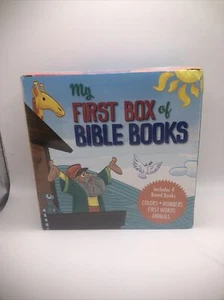 My
FIRST BOX of
BIBLE BOOKS
Includes 4
Board Books
COLORS • NUMBERS
FIRST WORDS
ANIMALS